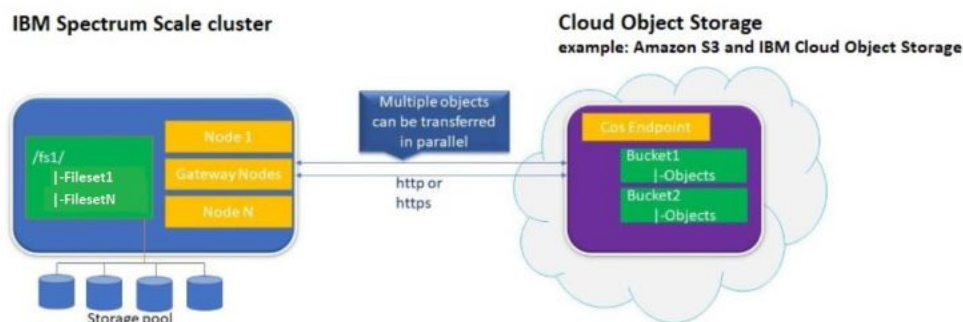 IBM Spectrum Scale cluster
Cloud Object Storage
example: Amazon S3 and IBM Cloud Object Storage
Multiple objects
can be transferred
in parallel
/fs1/
|-Fileset1
|-FilesetN
Node 1
Gateway Nodes
Node N
http or
https
Cos Endpoint
Bucket1
|-Objects
Bucket2
|-Objects
Storage pool